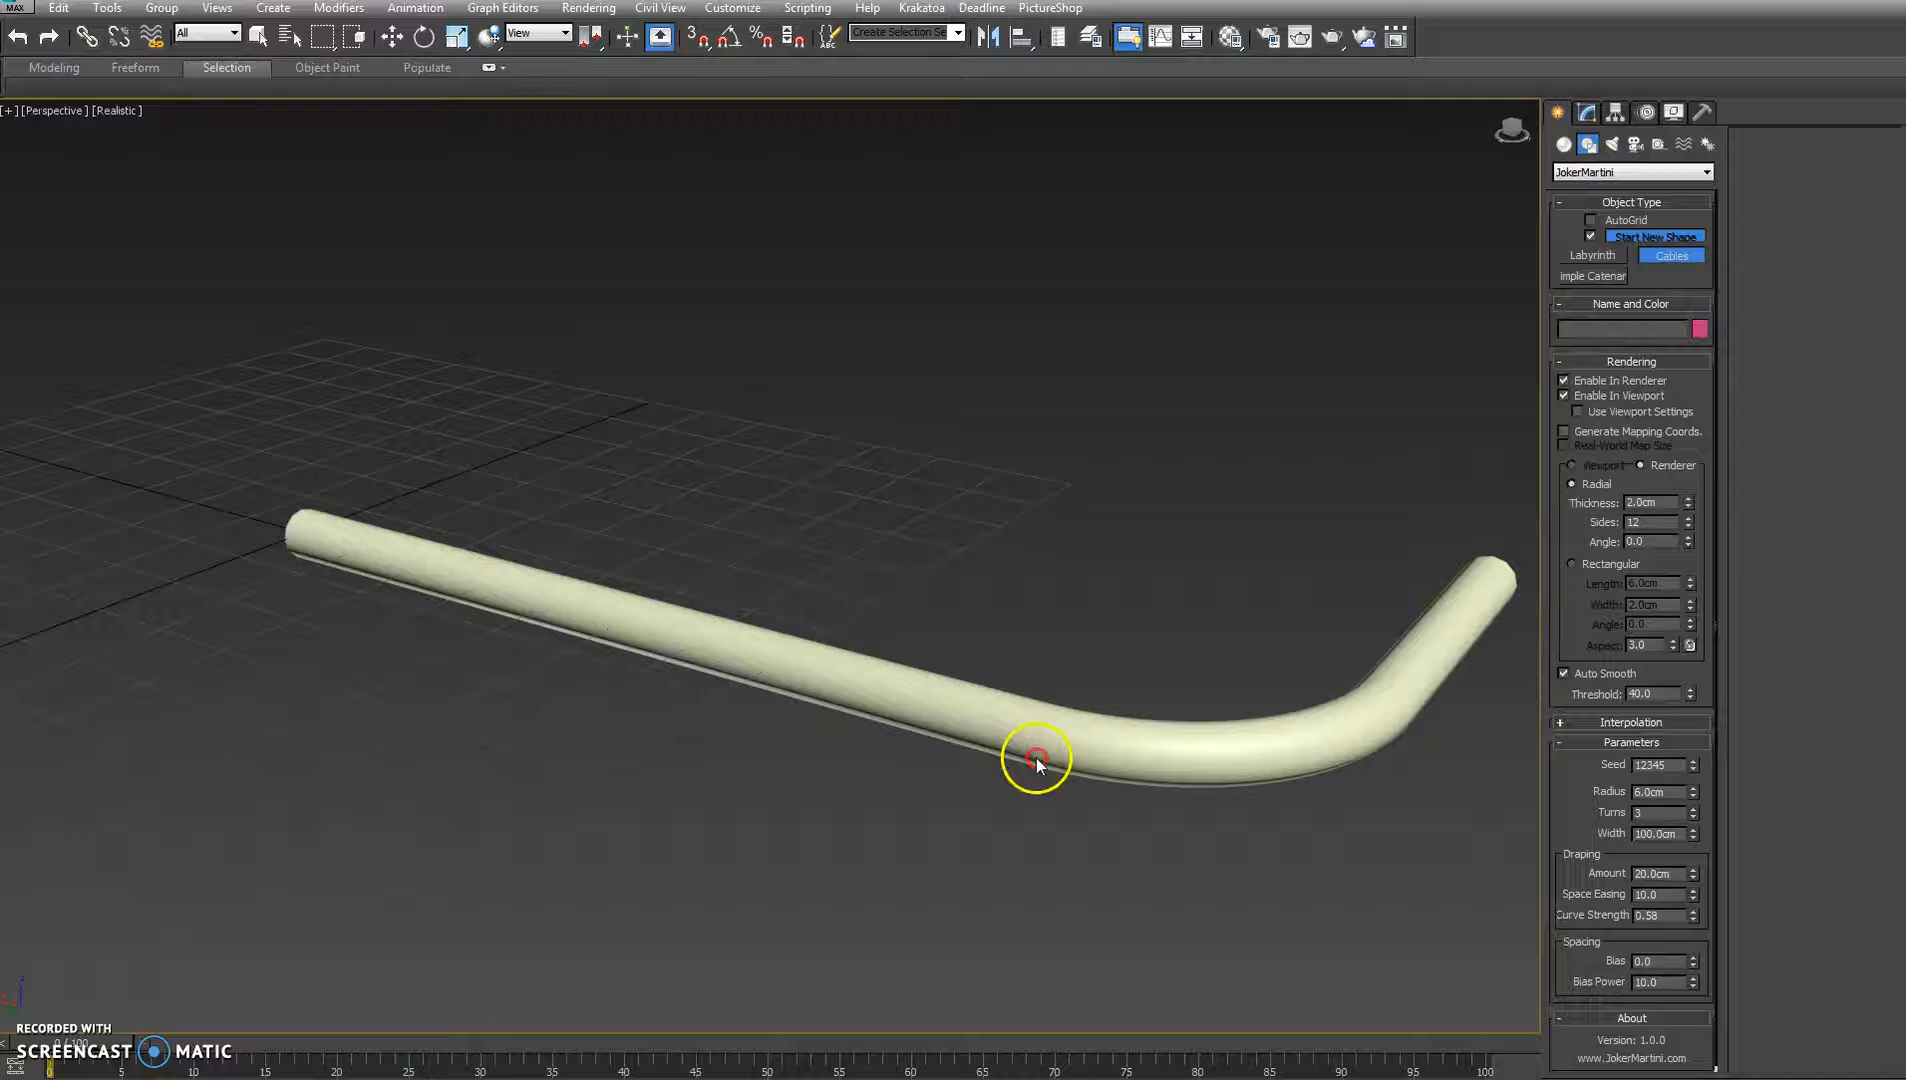 MAX Edit Tools Group Views Create Modifiers Animation Graph Editors Rendering Civil View Customize Scripting Help Krakatoa Deadline PictureShop
All View 3 % ABC Create Selection Se
Modeling Freeform Selection Object Paint Populate
[+] [Perspective] [Realistic]
JokerMartini
- Object Type
AutoGrid
Start New Shape
Labyrinth Cables
imple Catenar
- Name and Color
- Rendering
Enable In Renderer
Enable In Viewport
Use Viewport Settings
Generate Mapping Coords.
Real-World Map Size
Viewport Renderer
Radial
Thickness: 2.0cm
Sides: 12
Angle: 0.0
Rectangular
Length: 6.0cm
Width: 2.0cm
Angle: 0.0
Aspect: 3.0
Auto Smooth
Threshold: 40.0
+ Interpolation
- Parameters
Seed 12345
Radius 6.0cm
Turns 3
Width 100.0cm
Draping
Amount 20.0cm
Space Easing 10.0
Curve Strength 0.58
Spacing
Bias 0.0
Bias Power 10.0
- About
Version: 1.0.0
www.JokerMartini.com
z
RECORDED WITH
SCREENCAST MATIC
< 0 / 100
0 5 10 15 20 25 30 35 40 45 50 55 60 65 70 75 80 85 90 95 100